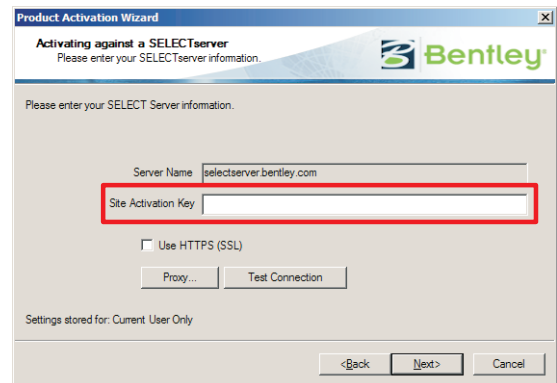 Product Activation Wizard
Activating against a SELECTserver
Please enter your SELECTserver information.
Bentley
Please enter your SELECT Server information.
Server Name selectserver.bentley.com
Site Activation Key
Use HTTPS (SSL)
Proxy... Test Connection
Settings stored for: Current User Only
<Back Next> Cancel